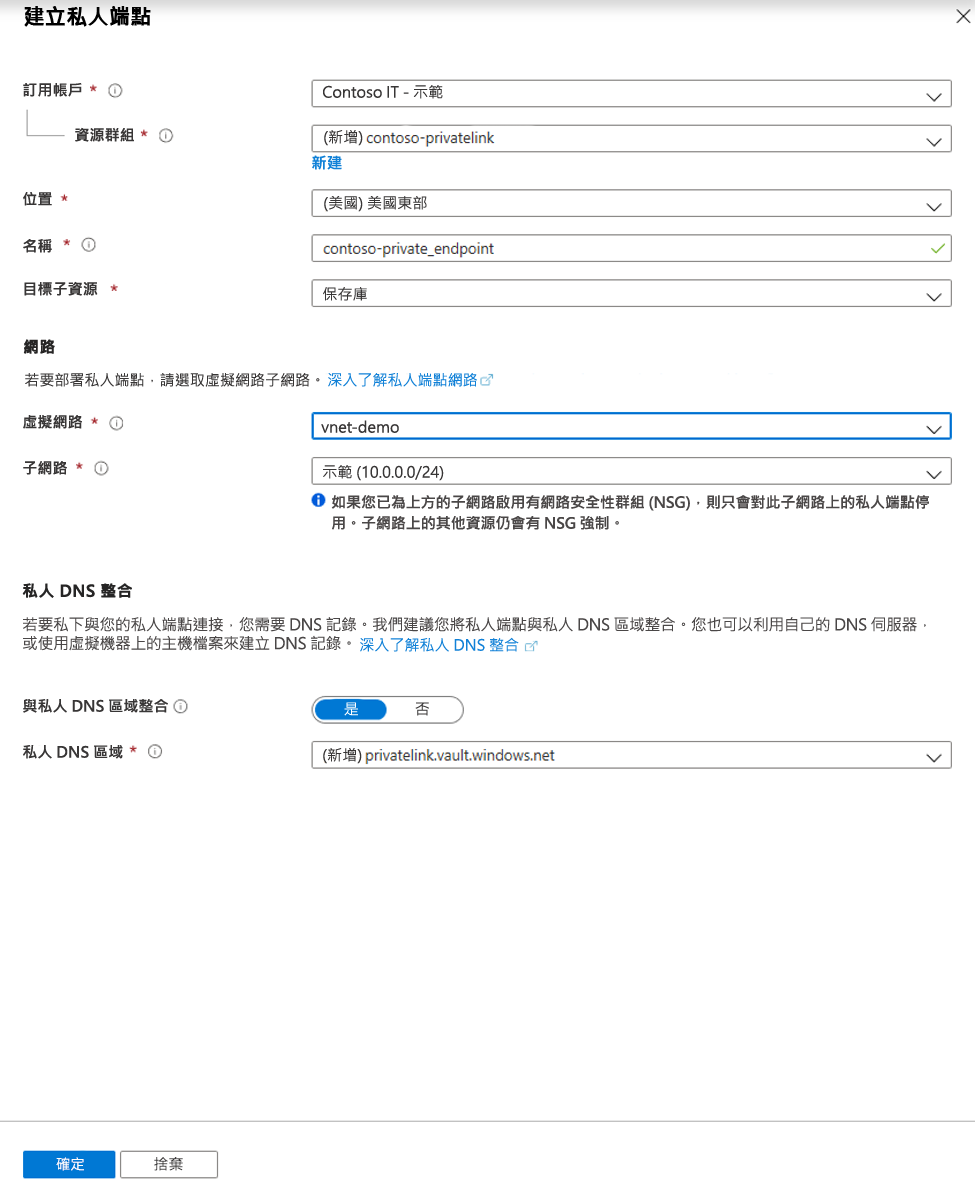 建立私人端點
訂用帳戶 *
Contoso IT - 示範
資源群組 *
(新增) contoso-privatelink
新建
位置 *
(美國) 美國東部
名稱 *
contoso-private_endpoint
目標子資源 *
保存庫
網路
若要部署私人端點，請選取虛擬網路子網路。深入了解私人端點網路
虛擬網路 *
vnet-demo
子網路 *
示範 (10.0.0.0/24)
如果您已為上方的子網路啟用有網路安全性群組 (NSG)，則只會對此子網路上的私人端點停
用。子網路上的其他資源仍會有 NSG 強制。
私人 DNS 整合
若要私下與您的私人端點連接，您需要 DNS 記錄。我們建議您將私人端點與私人 DNS 區域整合。您也可以利用自己的 DNS 伺服器，
或使用虛擬機器上的主機檔案來建立 DNS 記錄。深入了解私人 DNS 整合
與私人 DNS 區域整合
是 否
私人 DNS 區域 *
(新增) privatelink.vault.windows.net
確定 捨棄